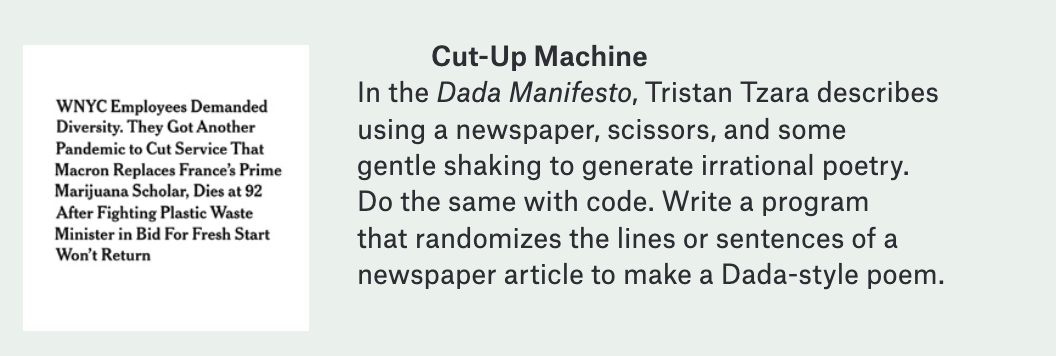 WNYC Employees Demanded
Diversity. They Got Another
Pandemic to Cut Service That
Macron Replaces France's Prime
Marijuana Scholar, Dies at 92
After Fighting Plastic Waste
Minister in Bid For Fresh Start
Won't Return
Cut-Up Machine
In the Dada Manifesto, Tristan Tzara describes
using a newspaper, scissors, and some
gentle shaking to generate irrational poetry.
Do the same with code. Write a program
that randomizes the lines or sentences of a
newspaper article to make a Dada-style poem.